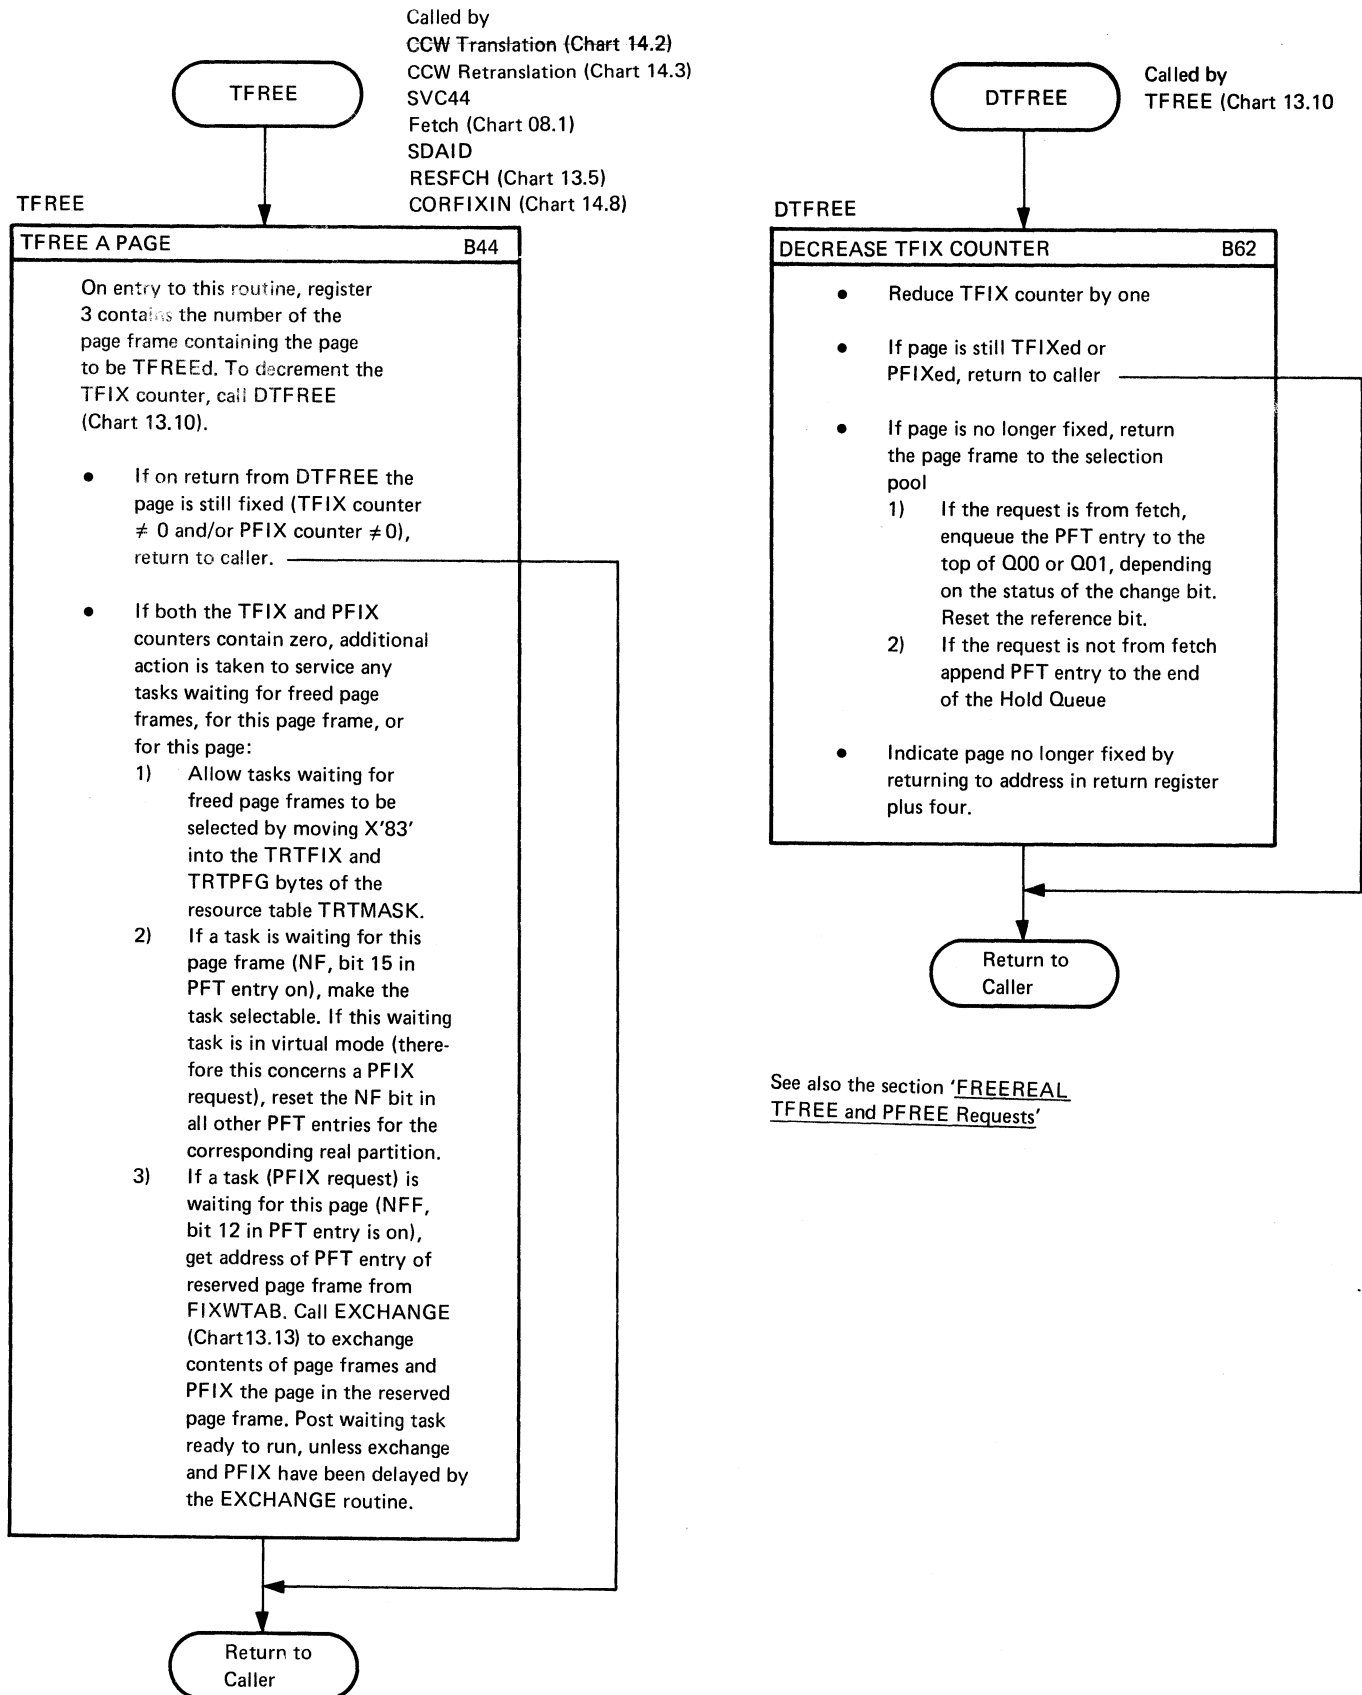 Called by
CCW Translation (Chart 14.2)
CCW Retranslation (Chart 14.3)
SVC44
Fetch (Chart 08.1)
SDAID
RESFCH (Chart 13.5)
CORFIXIN (Chart 14.8)
TFREE
TFREE
TFREE A PAGE B44
On entry to this routine, register
3 contains the number of the
page frame containing the page
to be TFREEd. To decrement the
TFIX counter, call DTFREE
(Chart 13.10).
• If on return from DTFREE the
page is still fixed (TFIX counter
≠ 0 and/or PFIX counter ≠ 0),
return to caller.
• If both the TFIX and PFIX
counters contain zero, additional
action is taken to service any
tasks waiting for freed page
frames, for this page frame, or
for this page:
1) Allow tasks waiting for
freed page frames to be
selected by moving X'83'
into the TRTFIX and
TRTPFG bytes of the
resource table TRTMASK.
2) If a task is waiting for this
page frame (NF, bit 15 in
PFT entry on), make the
task selectable. If this waiting
task is in virtual mode (there-
fore this concerns a PFIX
request), reset the NF bit in
all other PFT entries for the
corresponding real partition.
3) If a task (PFIX request) is
waiting for this page (NFF,
bit 12 in PFT entry is on),
get address of PFT entry of
reserved page frame from
FIXWTAB. Call EXCHANGE
(Chart13.13) to exchange
contents of page frames and
PFIX the page in the reserved
page frame. Post waiting task
ready to run, unless exchange
and PFIX have been delayed by
the EXCHANGE routine.
Return to
Caller
DTFREE
Called by
TFREE (Chart 13.10
DTFREE
DECREASE TFIX COUNTER B62
• Reduce TFIX counter by one
• If page is still TFIXed or
PFIXed, return to caller
• If page is no longer fixed, return
the page frame to the selection
pool
1) If the request is from fetch,
enqueue the PFT entry to the
top of Q00 or Q01, depending
on the status of the change bit.
Reset the reference bit.
2) If the request is not from fetch
append PFT entry to the end
of the Hold Queue
• Indicate page no longer fixed by
returning to address in return register
plus four.
Return to
Caller
See also the section 'FREEREAL
TFREE and PFREE Requests'